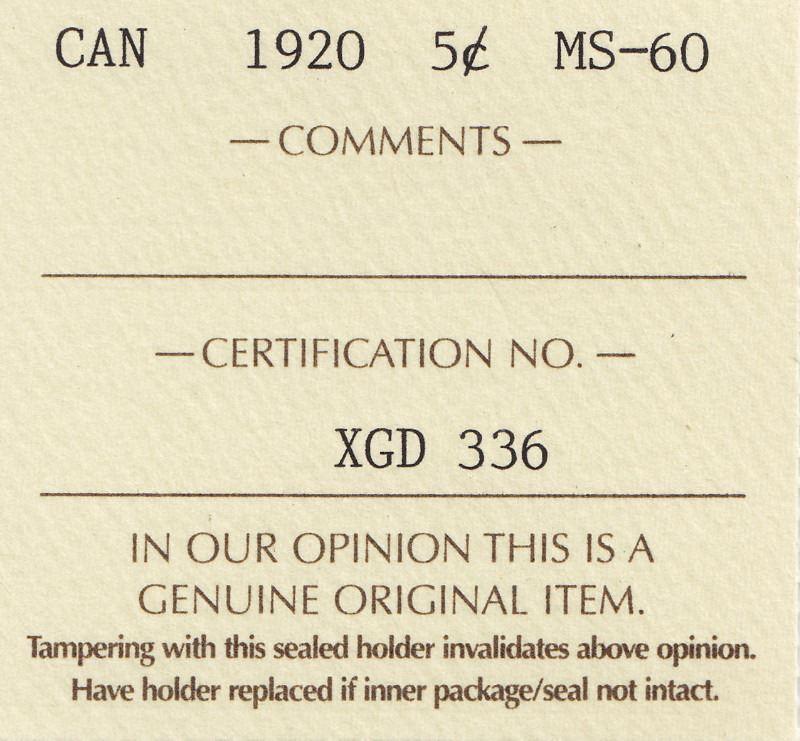 CAN 1920 5¢ MS-60
— COMMENTS —
— CERTIFICATION NO. —
XGD 336
IN OUR OPINION THIS IS A
GENUINE ORIGINAL ITEM.
Tampering with this sealed holder invalidates above opinion.
Have holder replaced if inner package/seal not intact.